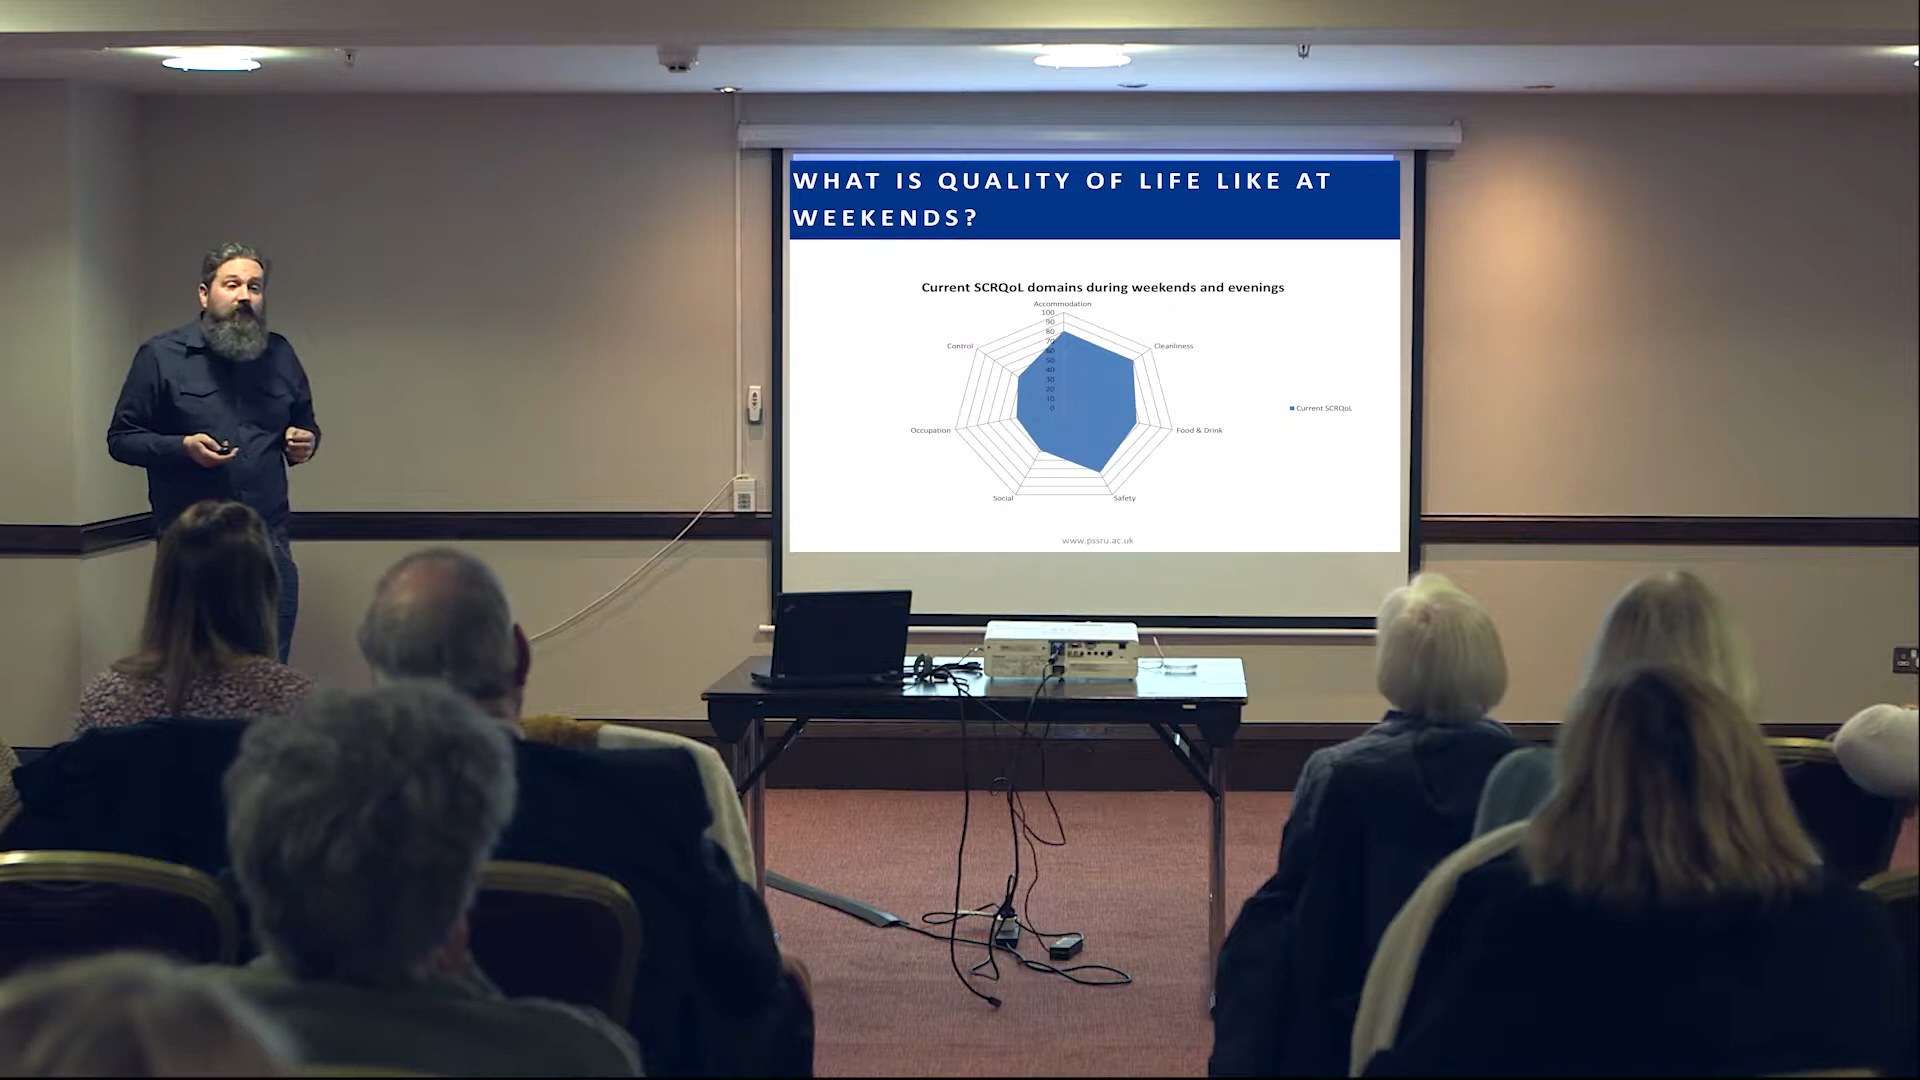 WHAT IS QUALITY OF LIFE LIKE AT
WEEKENDS?
Current SCRQoL domains during weekends and evenings
Accommodation
100
90
80
70
60
50
40
30
20
10
0
Control
Cleanliness
Occupation
Food & Drink
Social
Safety
Current SCRQoL
www.pssru.ac.uk